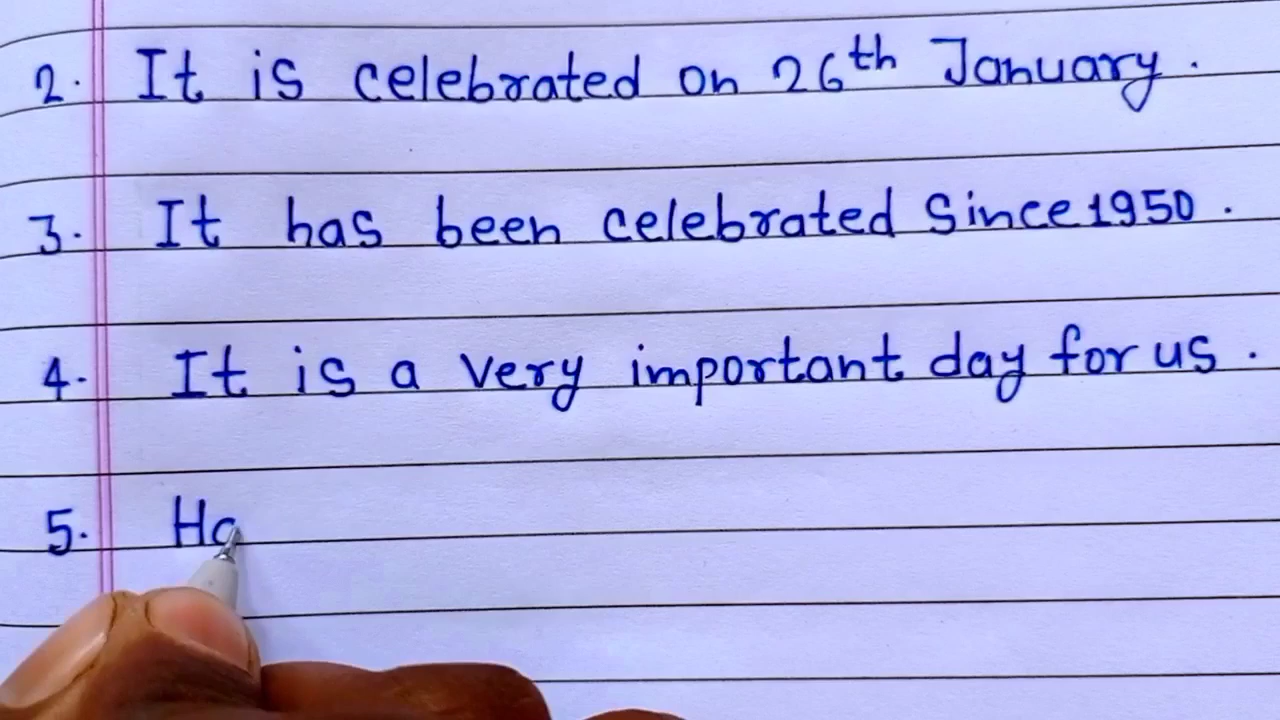 2. It is celebrated on 26th January.
3. It has been celebrated Since 1950.
4. It is a very important day for us.
5.